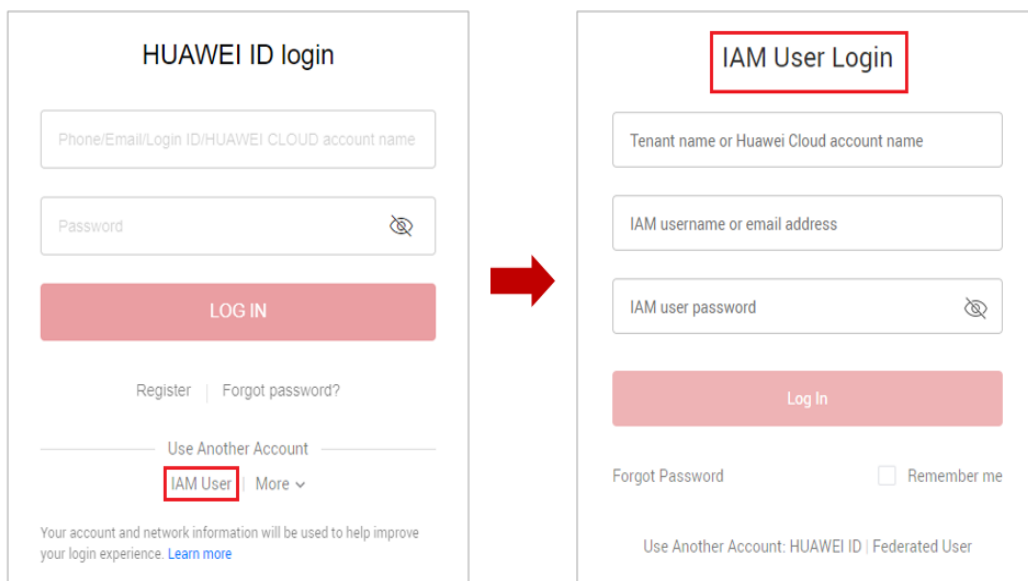 HUAWEI ID login
Phone/Email/Login ID/HUAWEI CLOUD account name
Password
LOG IN
Register | Forgot password?
Use Another Account
IAM User | More
Your account and network information will be used to help improve
your login experience. Learn more
IAM User Login
Tenant name or Huawei Cloud account name
IAM username or email address
IAM user password
Log In
Forgot Password
Remember me
Use Another Account: HUAWEI ID | Federated User